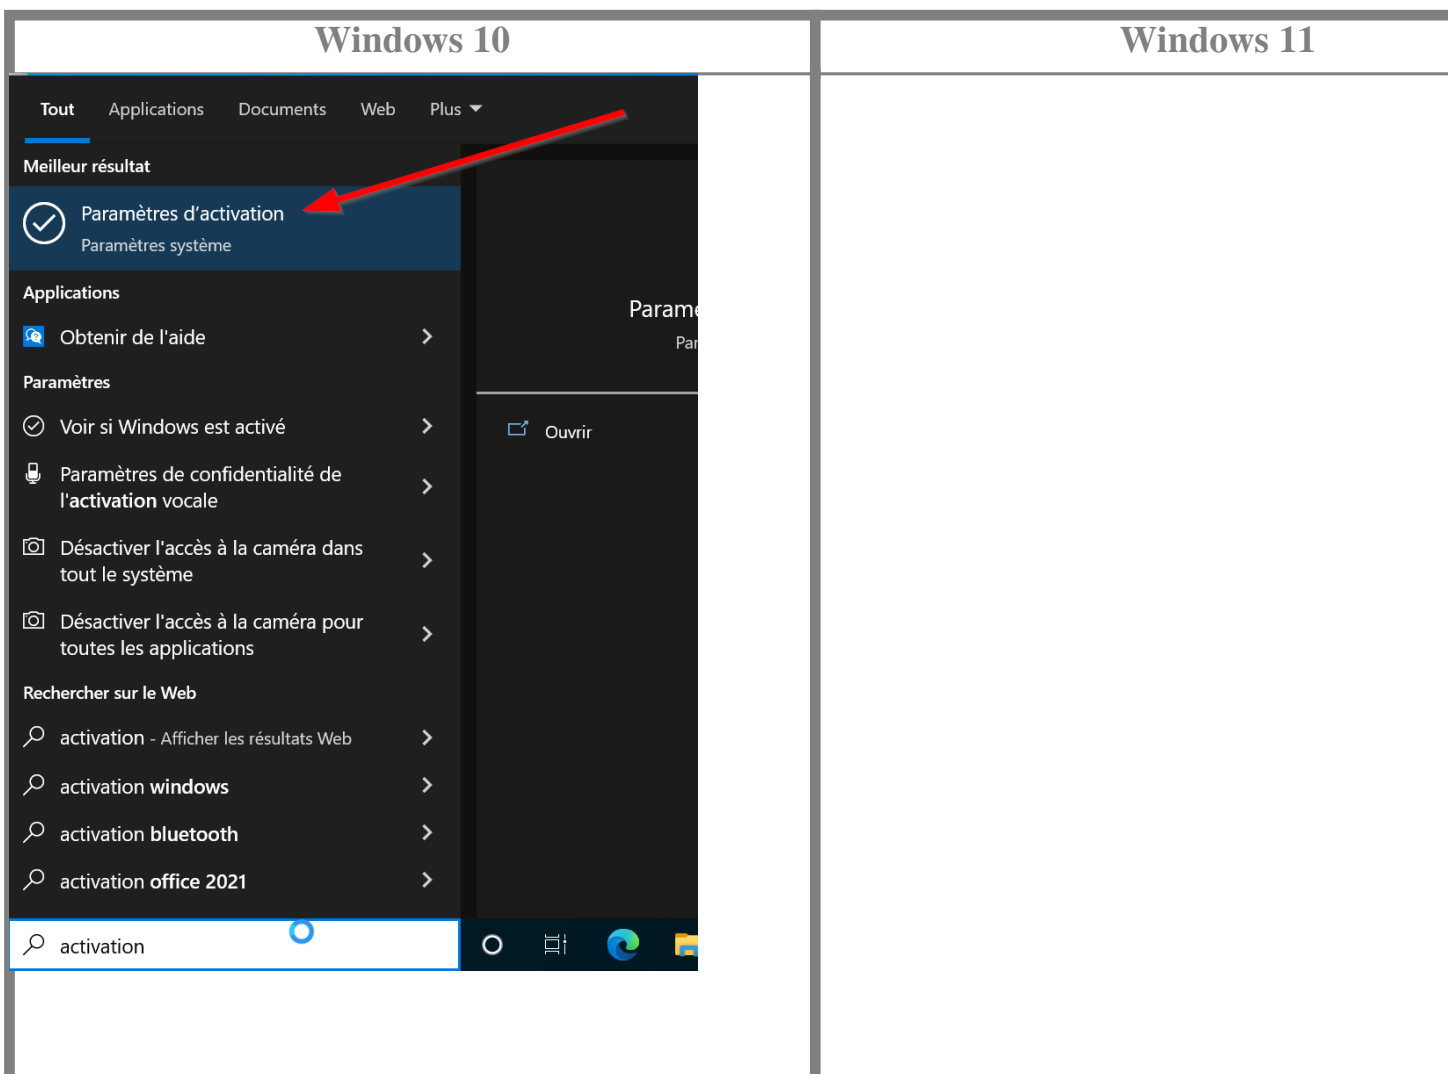 Windows 10
Windows 11
Tout Applications Documents Web Plus
Meilleur résultat
Paramètres d’activation
Paramètres système
Applications
Obtenir de l'aide
Paramètres
Voir si Windows est activé
Paramètres de confidentialité de
l'activation vocale
Désactiver l'accès à la caméra dans
tout le système
Désactiver l'accès à la caméra pour
toutes les applications
Rechercher sur le Web
activation - Afficher les résultats Web
activation windows
activation bluetooth
activation office 2021
activation
Ouvrir